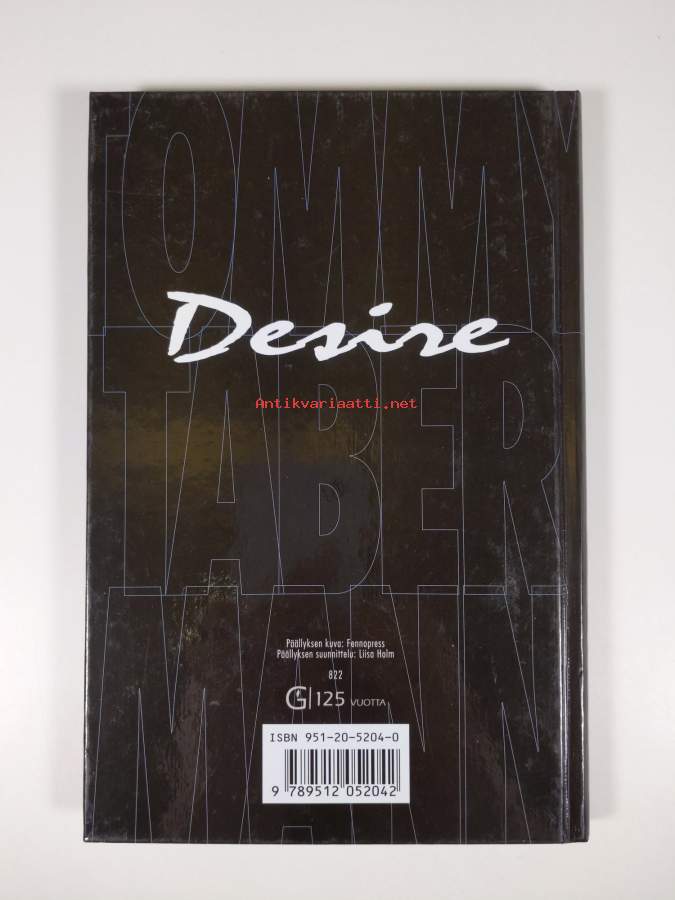 TOMMY
Desire
Antikvariaatti.net
TABER
MANN
Päällyksen kuva: Fennopress
Päällyksen suunnittelu: Liisa Holm
822
G 125 VUOTTA
ISBN 951-20-5204-0
9 789512 052042